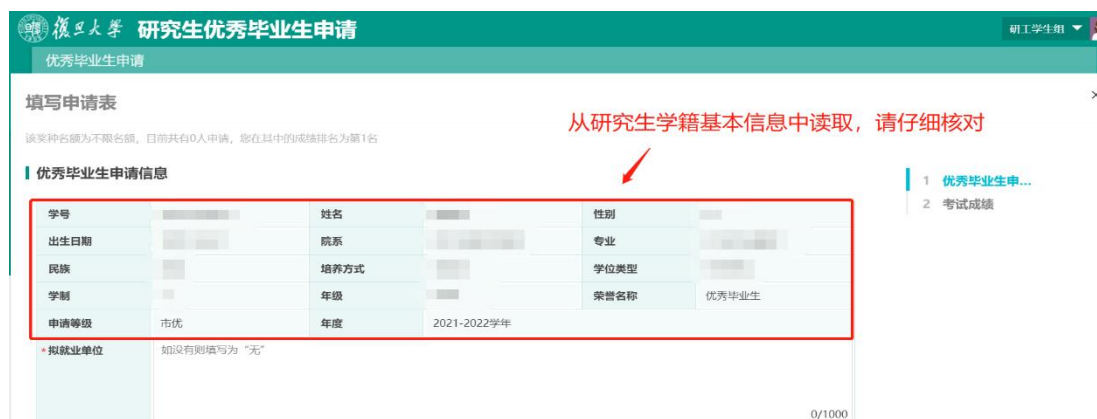 復旦大學 研究生优秀毕业生申请 研工学生组
优秀毕业生申请
填写申请表
从研究生学籍基本信息中读取，请仔细核对
该奖种名额为不限名额，目前共有0人申请，您在其中的成绩排名为第1名
优秀毕业生申请信息
1 优秀毕业生申...
2 考试成绩
学号 姓名 性别
出生日期 院系 专业
民族 培养方式 学位类型
学制 年级 荣誉名称 优秀毕业生
申请等级 市优 年度 2021-2022学年
*拟就业单位 如没有则填写为 “无”
0/1000